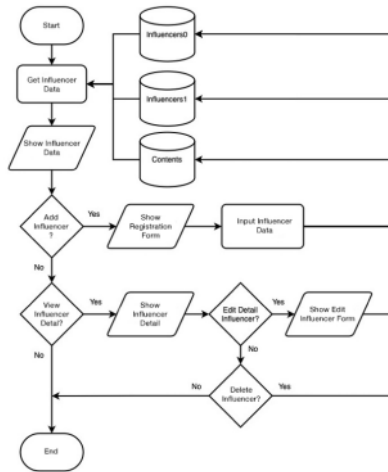 Start
Influencers0
Get Influencer
Data
Influencers1
Show Influencer
Data
Contents
Add
Influencer
?
Yes
Show
Registration
Form
Input Influencer
Data
No
View
Influencer
Detal?
Yes
Show
Influencer
Detail
Edit Detail
Influencer?
Yes
Show Edit
Influencer Form
No
No
No
Delete
Influencer?
Yes
End